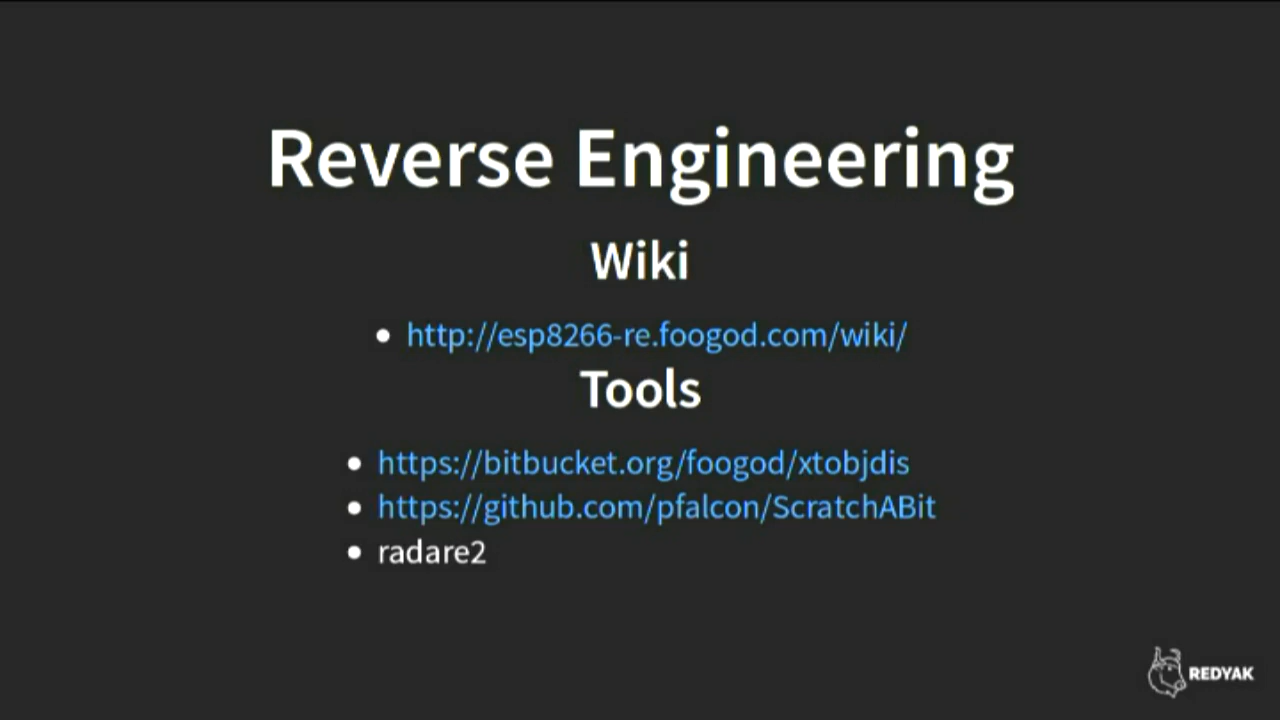 Reverse Engineering
Wiki
http://esp8266-re.foogod.com/wiki/
Tools
https://bitbucket.org/foogod/xtobjdis
https://github.com/pfalcon/ScratchABit
radare2
REDYAK